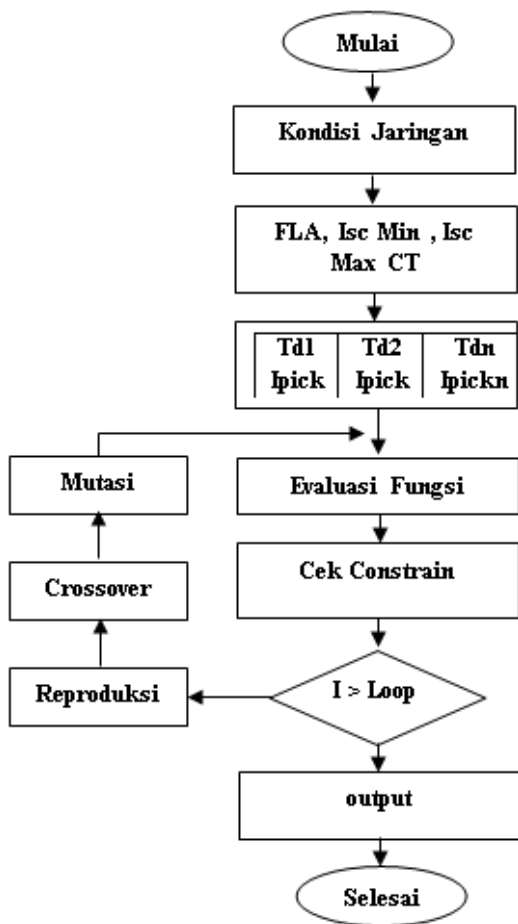 Mulai
Kondisi Jaringan
FLA, Isc Min , Isc
Max CT
Td1 Td2 Tdn
Ipick Ipick Ipickn
Mutasi
Evaluasi Fungsi
Crossover
Cek Constrain
Reproduksi
I > Loop
output
Selesai